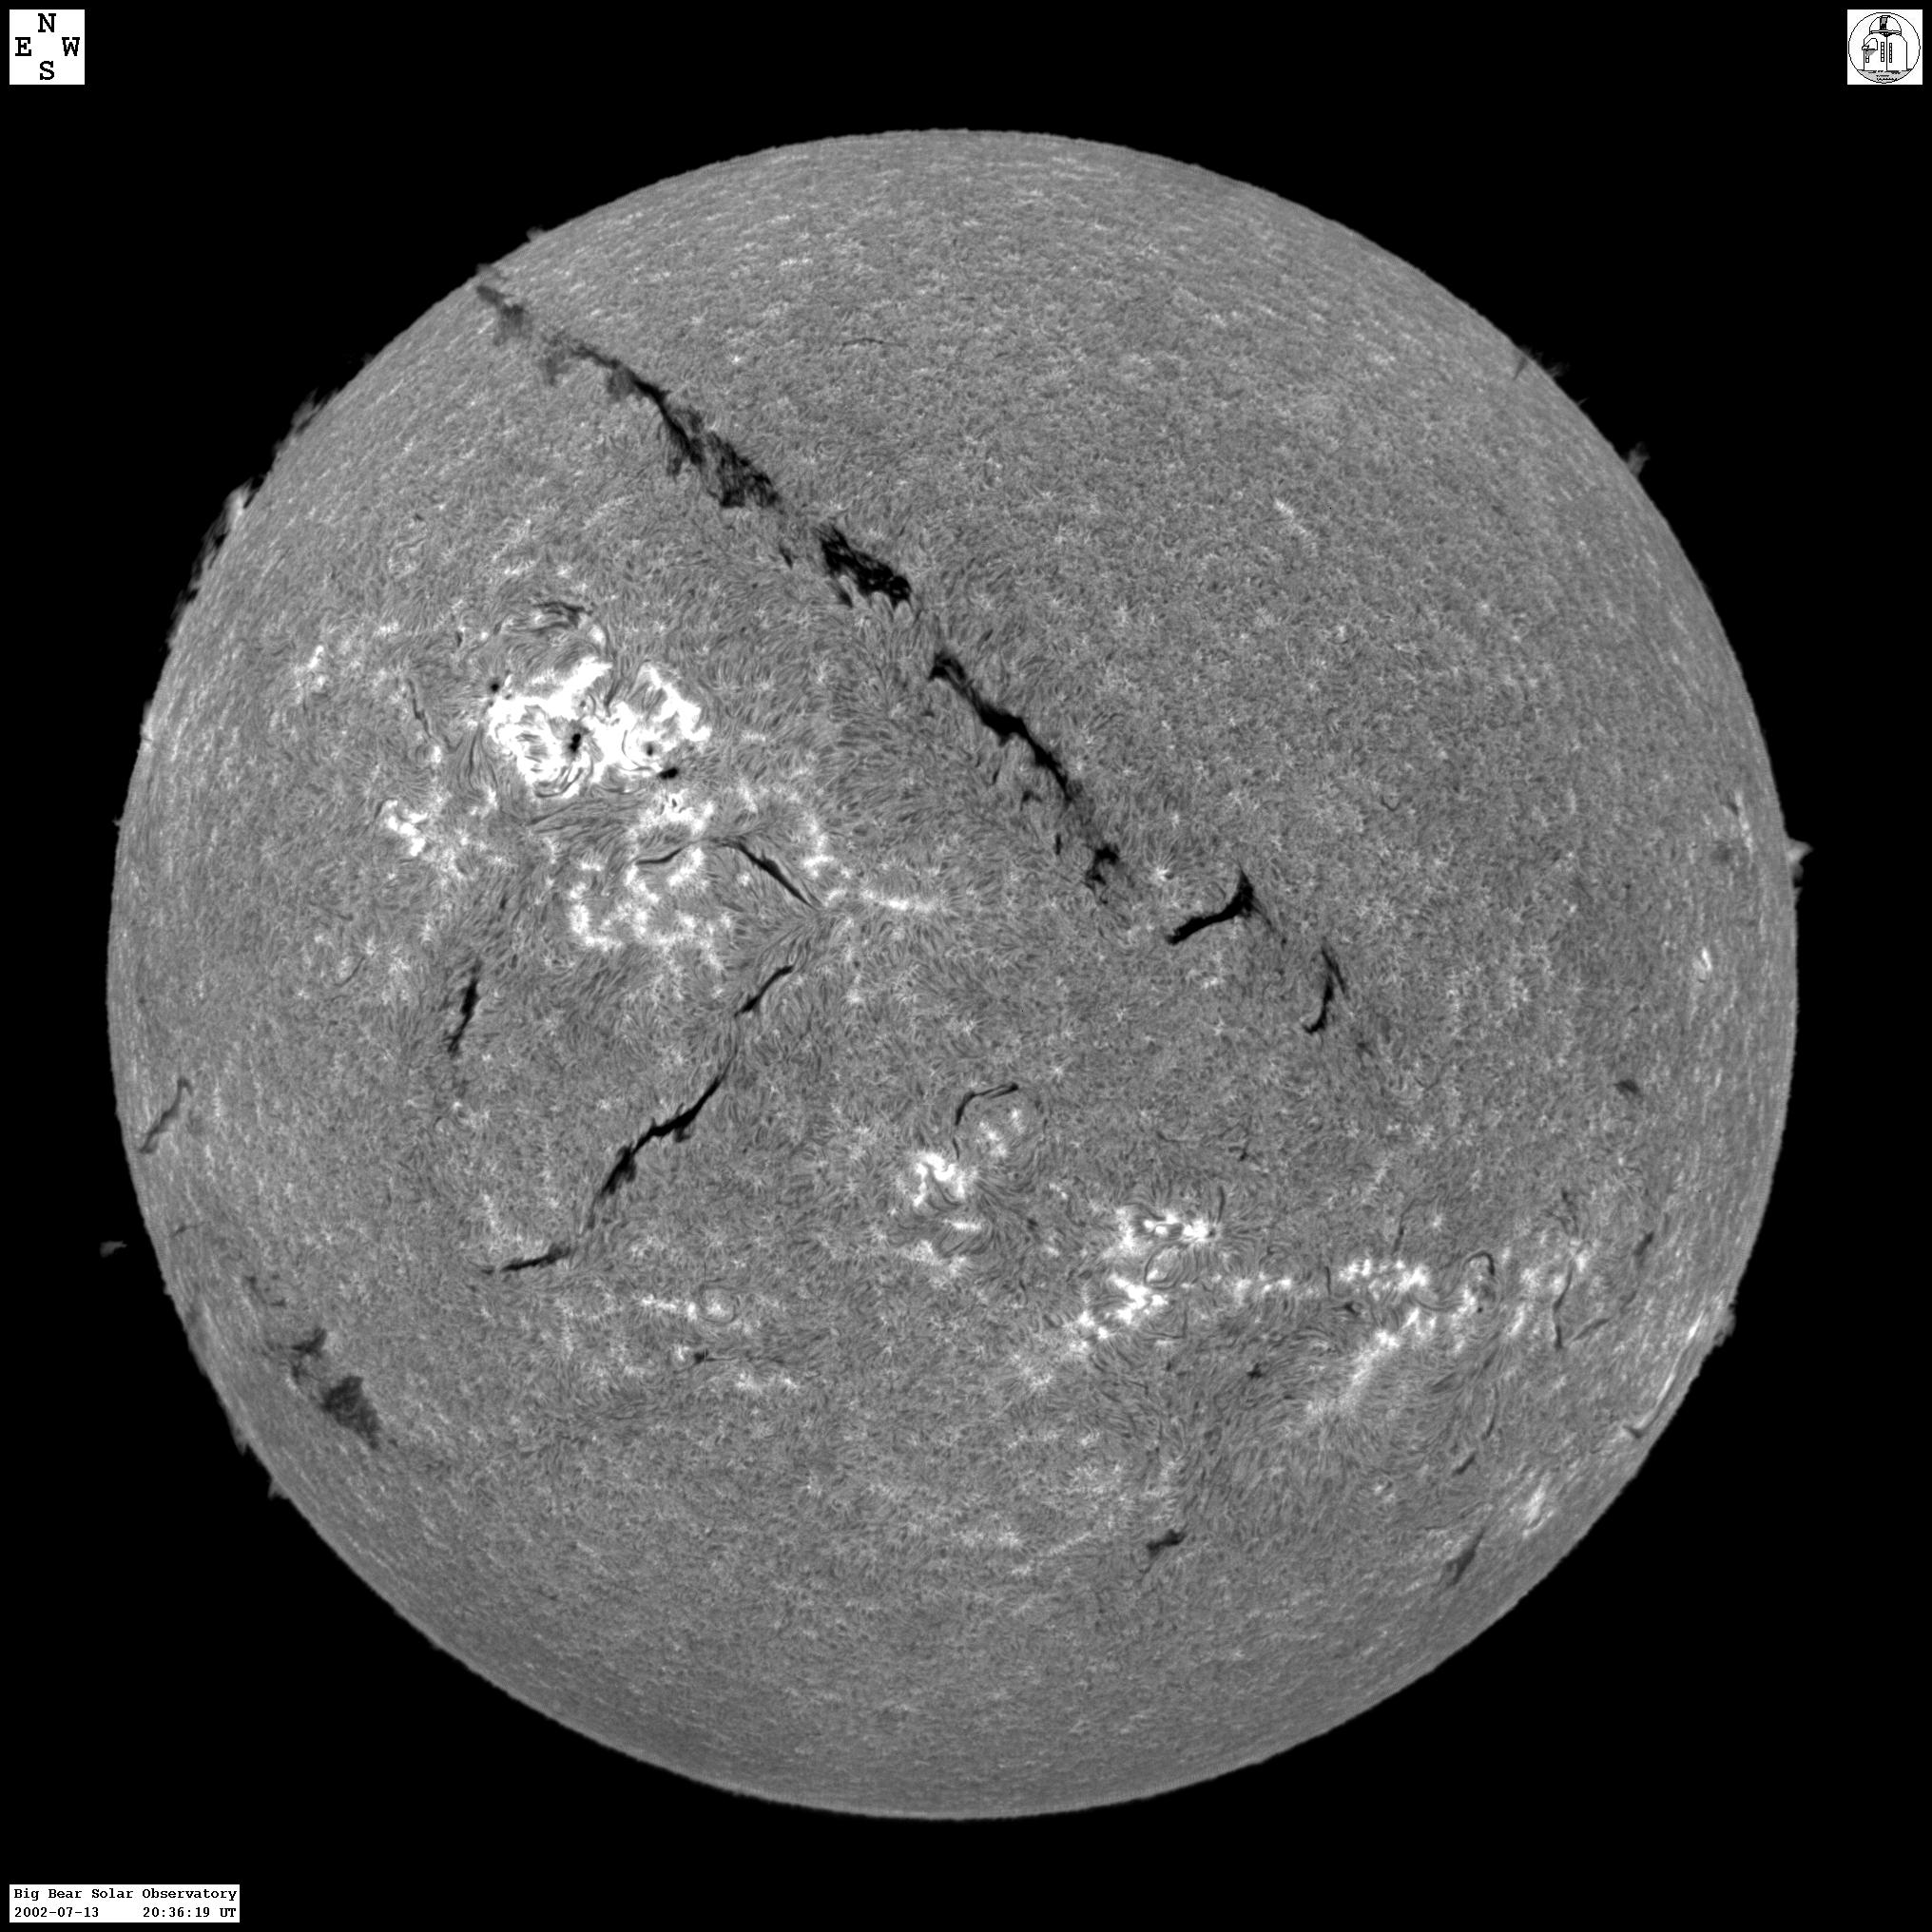 N
E W
S
Big Bear Solar Observatory
2002-07-13 20:36:19 UT